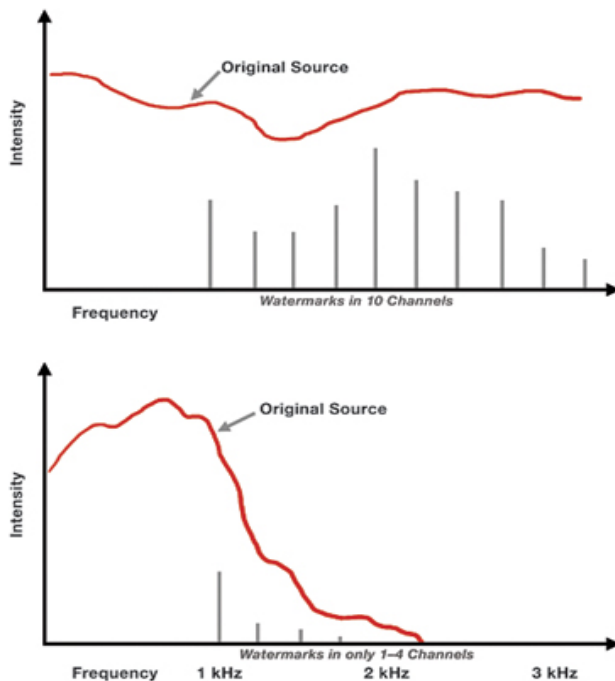 Original Source
Intensity
Watermarks in 10 Channels
Frequency
Original Source
Intensity
Watermarks in only 1–4 Channels
Frequency 1 kHz 2 kHz 3 kHz